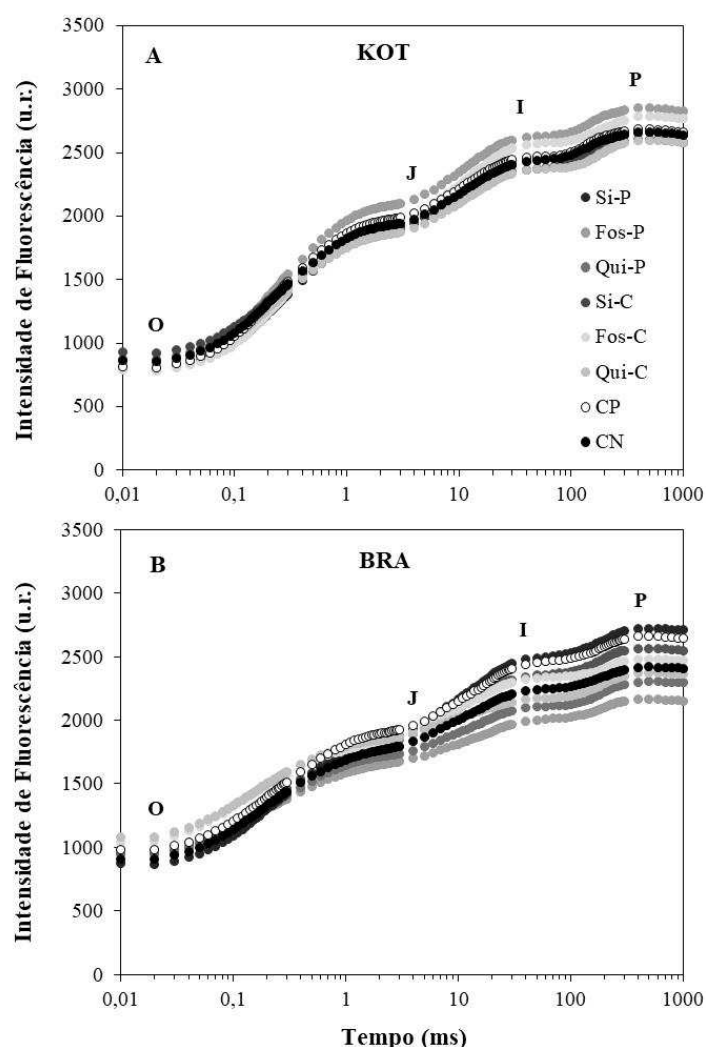 A
KOT
Intensidade de Fluorescência (u.r.)
3500
3000
2500
2000
1500
1000
500
0
O
J
I
P
Si-P
Fos-P
Qui-P
Si-C
Fos-C
Qui-C
CP
CN
0,01
0,1
1
10
100
1000
B
BRA
Intensidade de Fluorescência (u.r.)
3500
3000
2500
2000
1500
1000
500
0
O
J
I
P
0,01
0,1
1
10
100
1000
Tempo (ms)